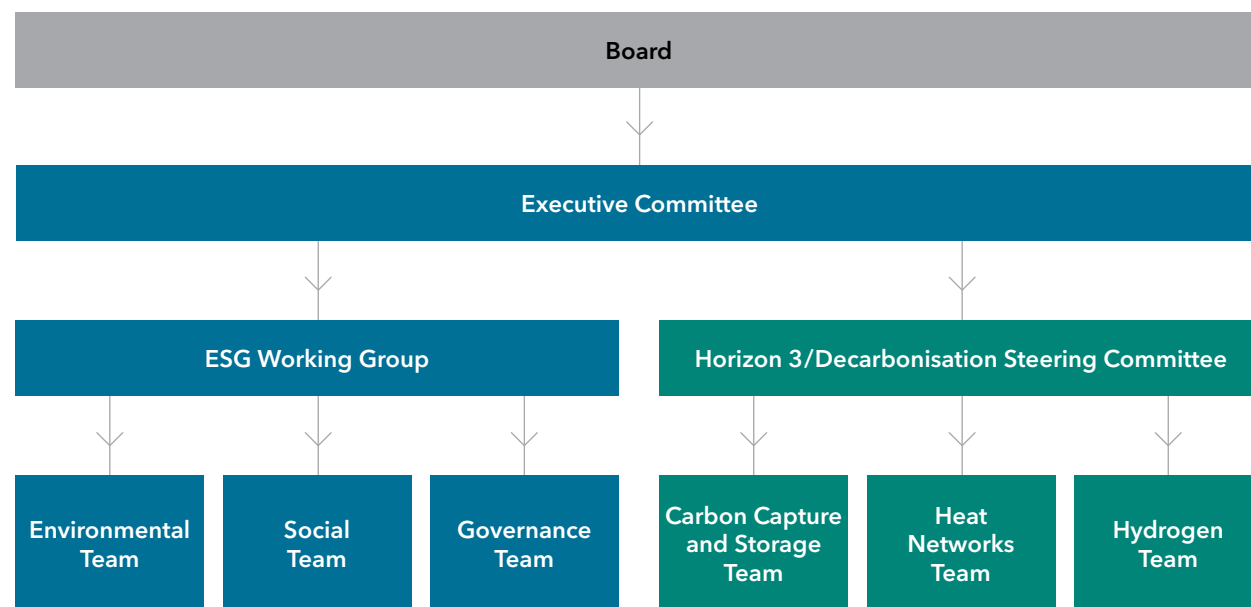 Board
Executive Committee
ESG Working Group
Horizon 3/Decarbonisation Steering Committee
Environmental
Team
Social
Team
Governance
Team
Carbon Capture
and Storage
Team
Heat
Networks
Team
Hydrogen
Team